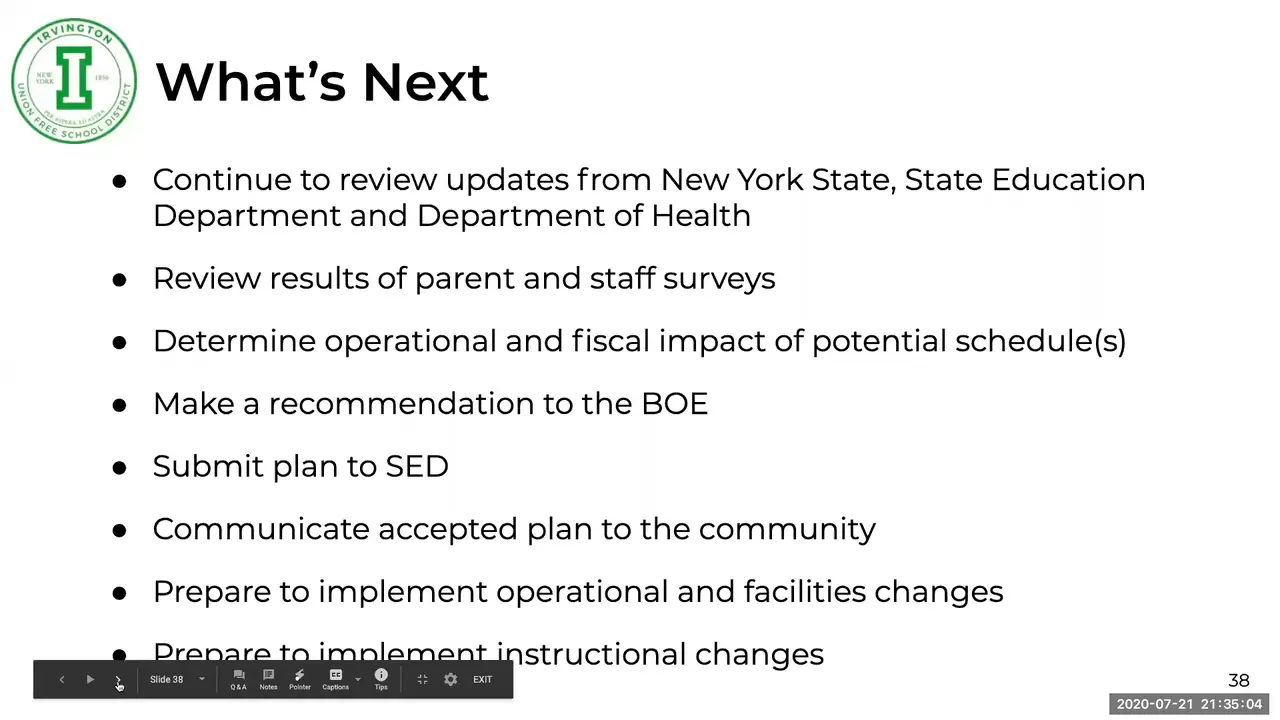 IRVINGTON
NEW YORK
1856
UNION FREE SCHOOL DISTRICT
What's Next
● Continue to review updates from New York State, State Education
Department and Department of Health
● Review results of parent and staff surveys
● Determine operational and fiscal impact of potential schedule(s)
● Make a recommendation to the BOE
● Submit plan to SED
● Communicate accepted plan to the community
● Prepare to implement operational and facilities changes
● Prepare to implement instructional changes
Slide 38
Q & A
Notes
Pointer
CC
Captions
Tips
EXIT
38
2020-07-21 21:35:04